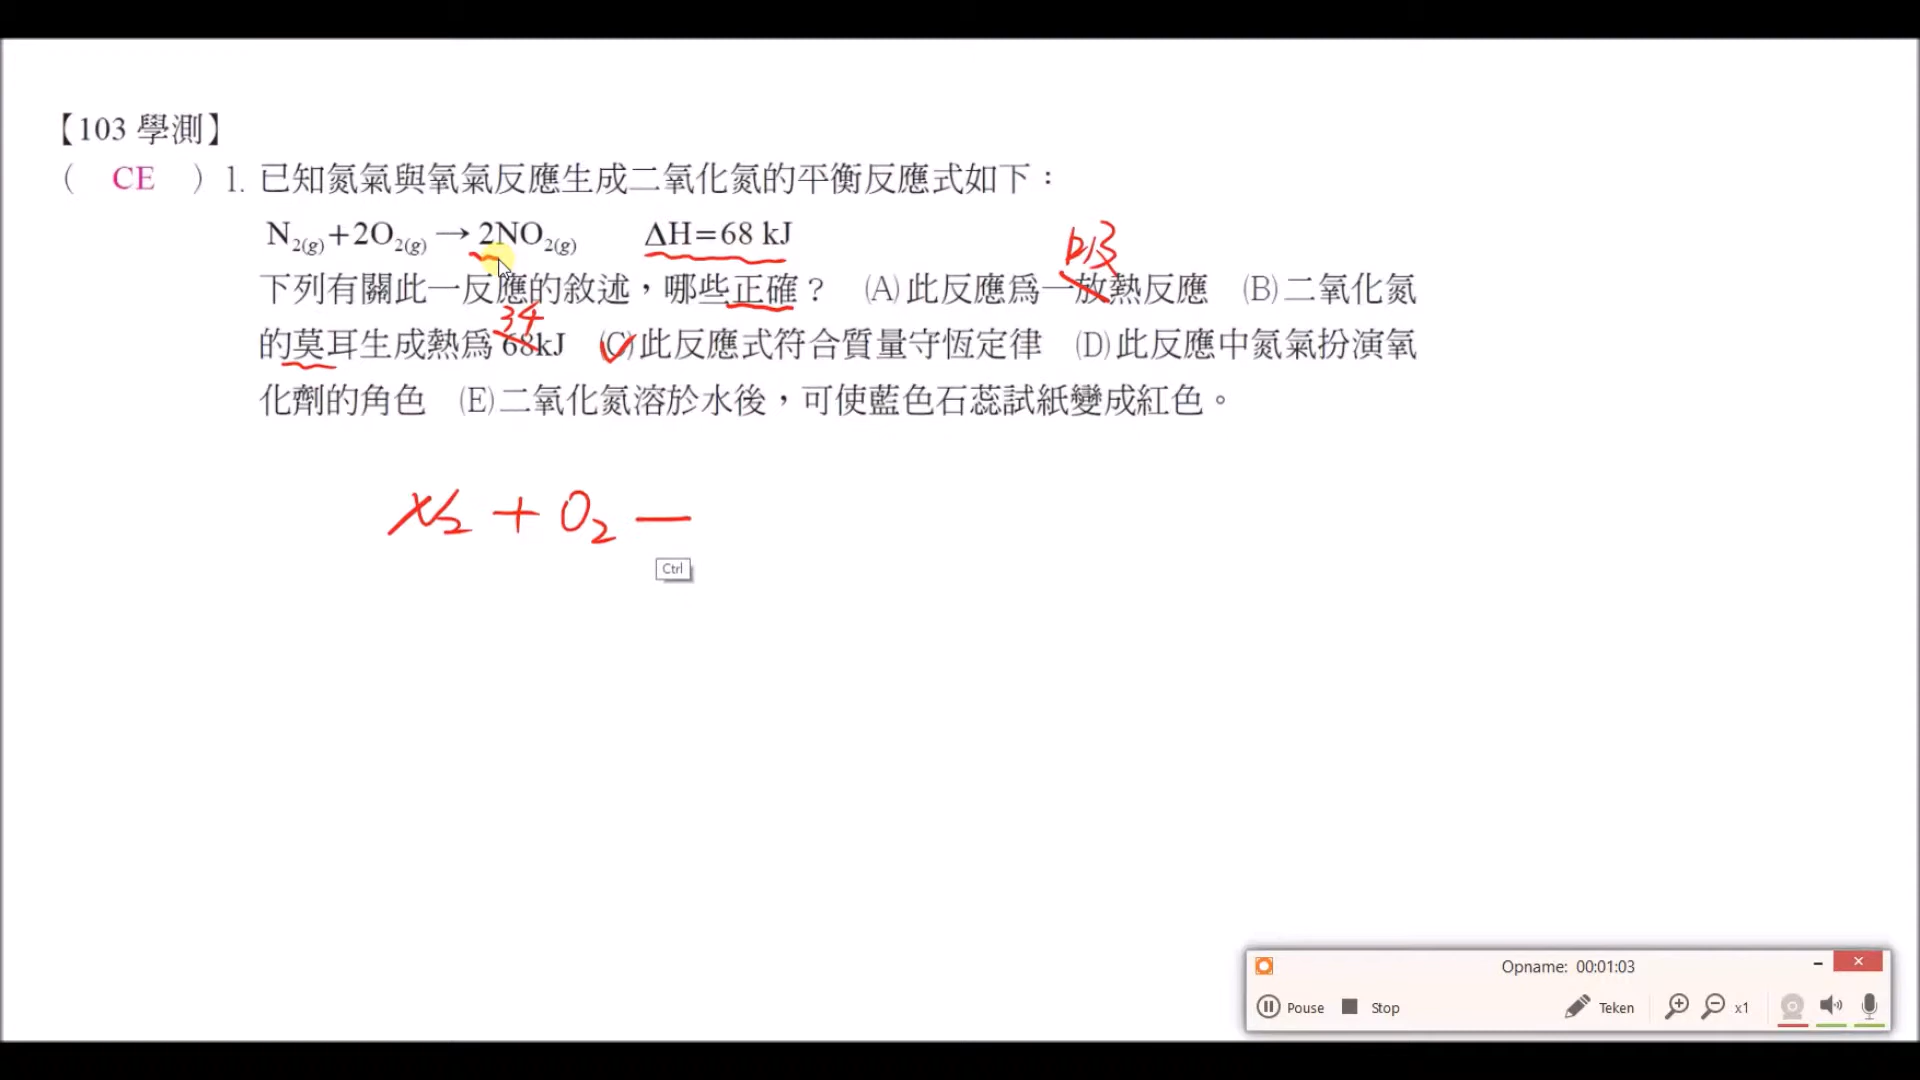 【103 學測】
( CE ) 1. 已知氮氣與氧氣反應生成二氧化氮的平衡反應式如下：
N2(g)+2O2(g) → 2NO2(g) ΔH=68 kJ
下列有關此一反應的敘述，哪些正確？ (A)此反應為一放熱反應 (B)二氧化氮
34
的莫耳生成熱為 68kJ (C)此反應式符合質量守恆定律 (D)此反應中氮氣扮演氧
化劑的角色 (E)二氧化氮溶於水後，可使藍色石蕊試紙變成紅色。
N2 + O2 —
Ctrl
Opname: 00:01:03
Pause Stop Teken x1